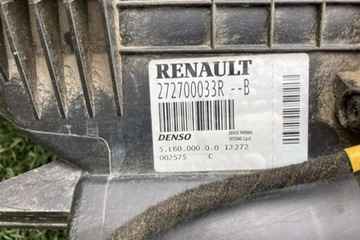 RENAULT
272700033R --B
DENSO
5.160.000.0.0 12272
002575 C